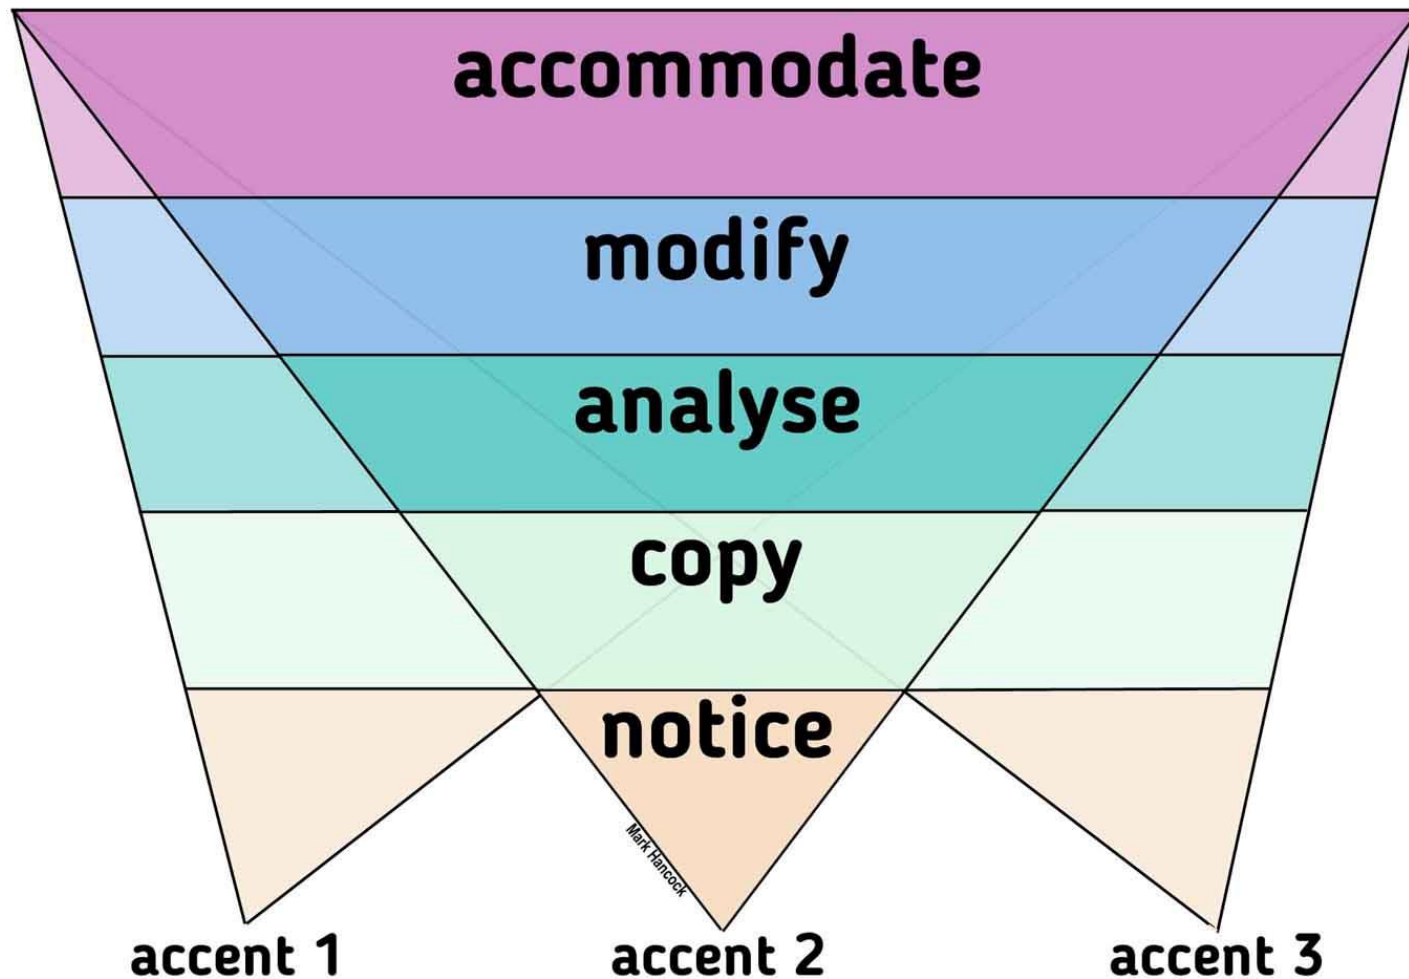 accommodate
modify
analyse
copy
notice
Mark Hancock
accent 1 accent 2 accent 3